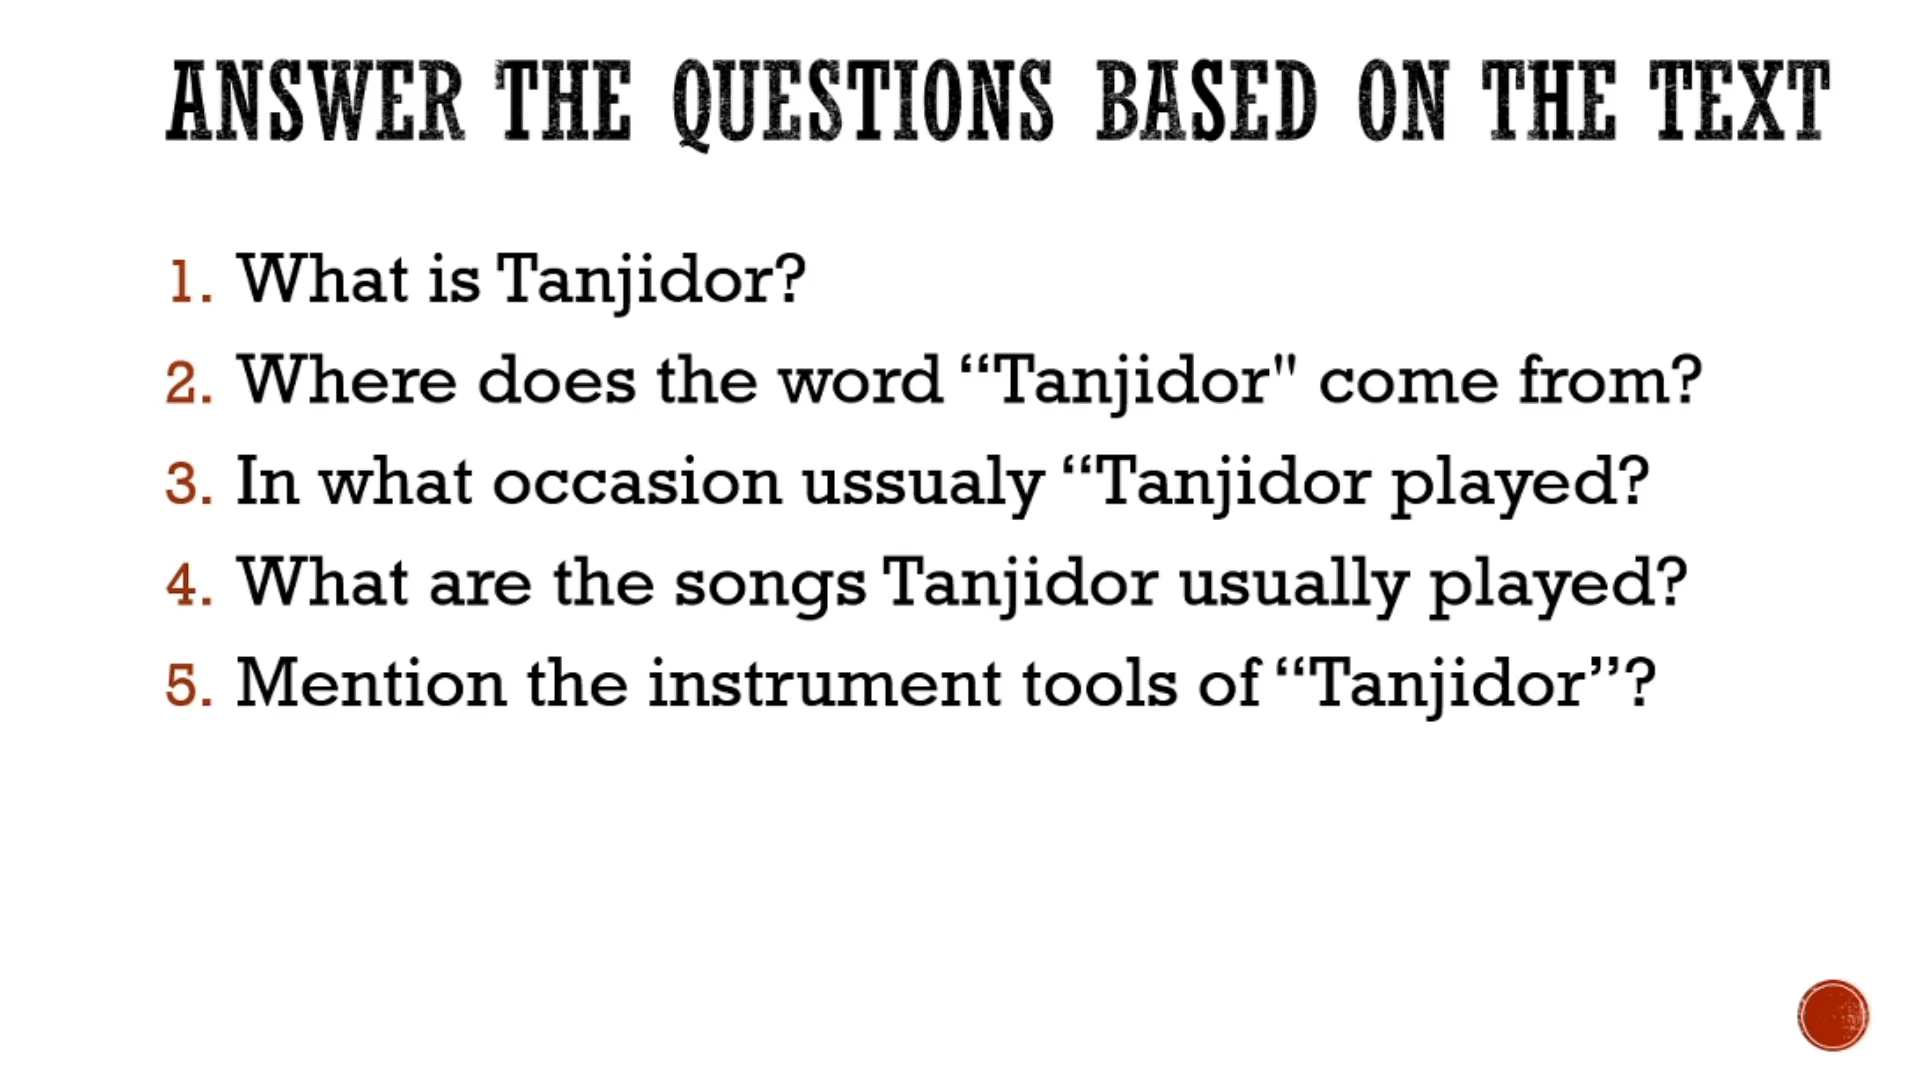 ANSWER THE QUESTIONS BASED ON THE TEXT
1. What is Tanjidor?
2. Where does the word “Tanjidor" come from?
3. In what occasion ussualy “Tanjidor played?
4. What are the songs Tanjidor usually played?
5. Mention the instrument tools of “Tanjidor”?